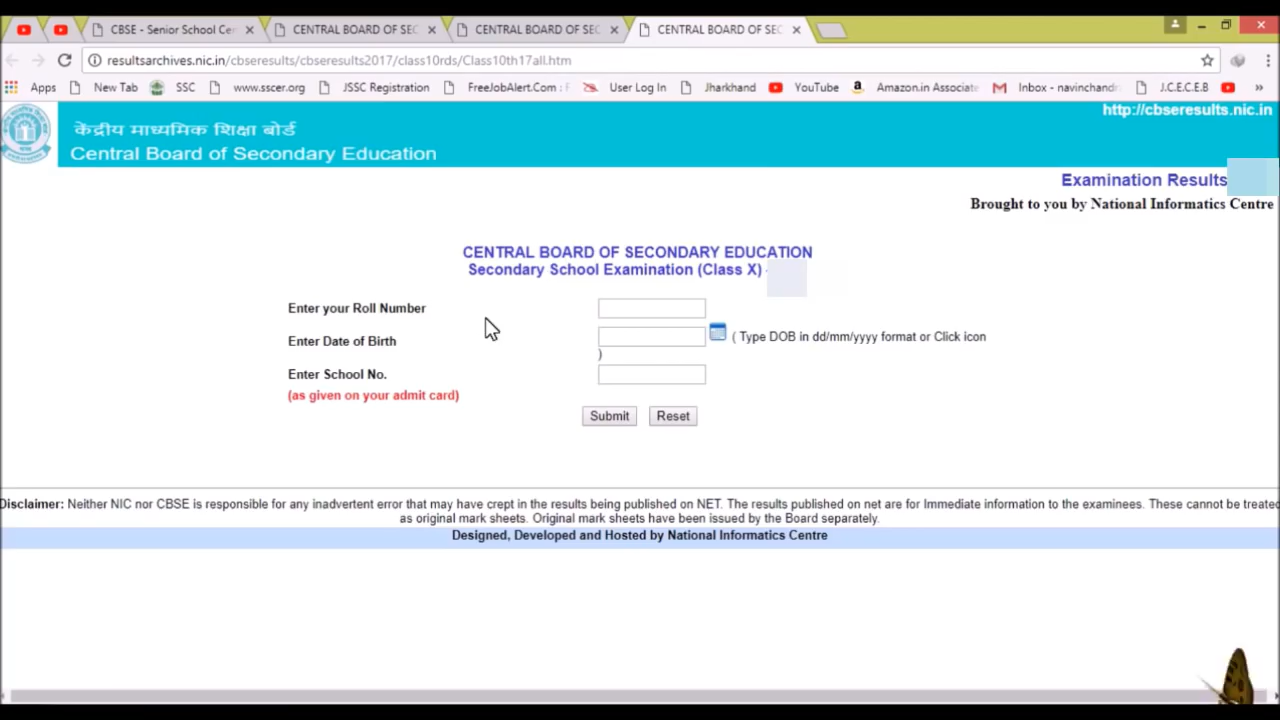 CBSE - Senior School Cer
CENTRAL BOARD OF SEC
CENTRAL BOARD OF SEC
CENTRAL BOARD OF SEC
resultsarchives.nic.in/cbseresults/cbseresults2017/class10rds/Class10th17all.htm
Apps New Tab SSC www.sscer.org JSSC Registration FreeJobAlert.Com : F User Log In Jharkhand YouTube Amazon.in Associate Inbox - navinchandr J.C.E.C.E.B »
http://cbseresults.nic.in
केंद्रीय माध्यमिक शिक्षा बोर्ड
Central Board of Secondary Education
Examination Results
Brought to you by National Informatics Centre
CENTRAL BOARD OF SECONDARY EDUCATION
Secondary School Examination (Class X) -
Enter your Roll Number
Enter Date of Birth ( Type DOB in dd/mm/yyyy format or Click icon
)
Enter School No.
(as given on your admit card)
Submit Reset
Disclaimer: Neither NIC nor CBSE is responsible for any inadvertent error that may have crept in the results being published on NET. The results published on net are for Immediate information to the examinees. These cannot be treated
as original mark sheets. Original mark sheets have been issued by the Board separately.
Designed, Developed and Hosted by National Informatics Centre